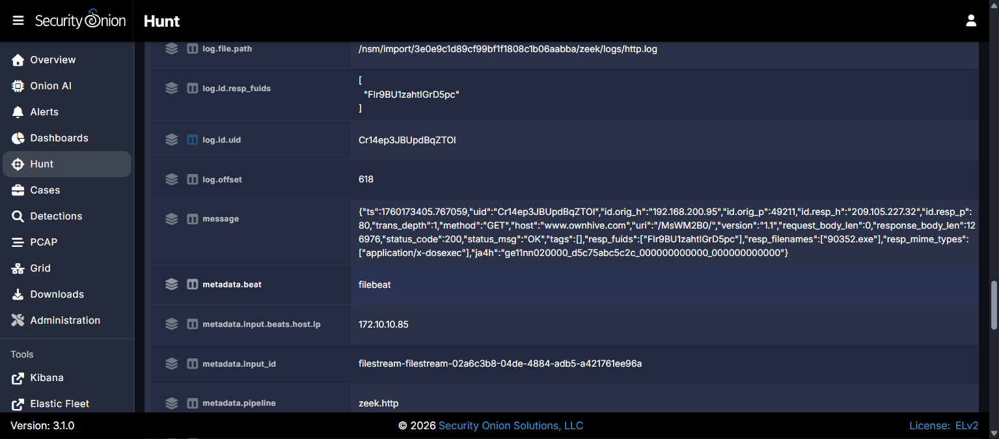 Security Onion
Hunt
Overview
Onion AI
Alerts
Dashboards
Hunt
Cases
Detections
PCAP
Grid
Downloads
Administration
Tools
Kibana
Elastic Fleet
log.file.path
/nsm/import/3e0e9c1d89cf99bf1f1808c1b06aabba/zeek/logs/http.log
log.id.resp_fuids
[
"FIr9BU1zahtIGrD5pc"
]
log.id.uid
Cr14ep3JBUpdBqZTOl
log.offset
618
message
{"ts":1760173405.767059,"uid":"Cr14ep3JBUpdBqZTOl","id.orig_h":"192.168.200.95","id.orig_p":49211,"id.resp_h":"209.105.227.32","id.resp_p":
80,"trans_depth":1,"method":"GET","host":"www.ownhive.com","uri":"/MsWM2B0/","version":"1.1","request_body_len":0,"response_body_len":12
6976,"status_code":200,"status_msg":"OK","tags":[],"resp_fuids":["FIr9BU1zahtIGrD5pc"],"resp_filenames":["90352.exe"],"resp_mime_types":
["application/x-dosexec"],"ja4h":"ge11nn020000_d5c75abc5c2c_000000000000_000000000000"}
metadata.beat
filebeat
metadata.input.beats.host.ip
172.10.10.85
metadata.input_id
filestream-filestream-02a6c3b8-04de-4884-adb5-a421761ee96a
metadata.pipeline
zeek.http
Version: 3.1.0
© 2026 Security Onion Solutions, LLC
License: ELv2